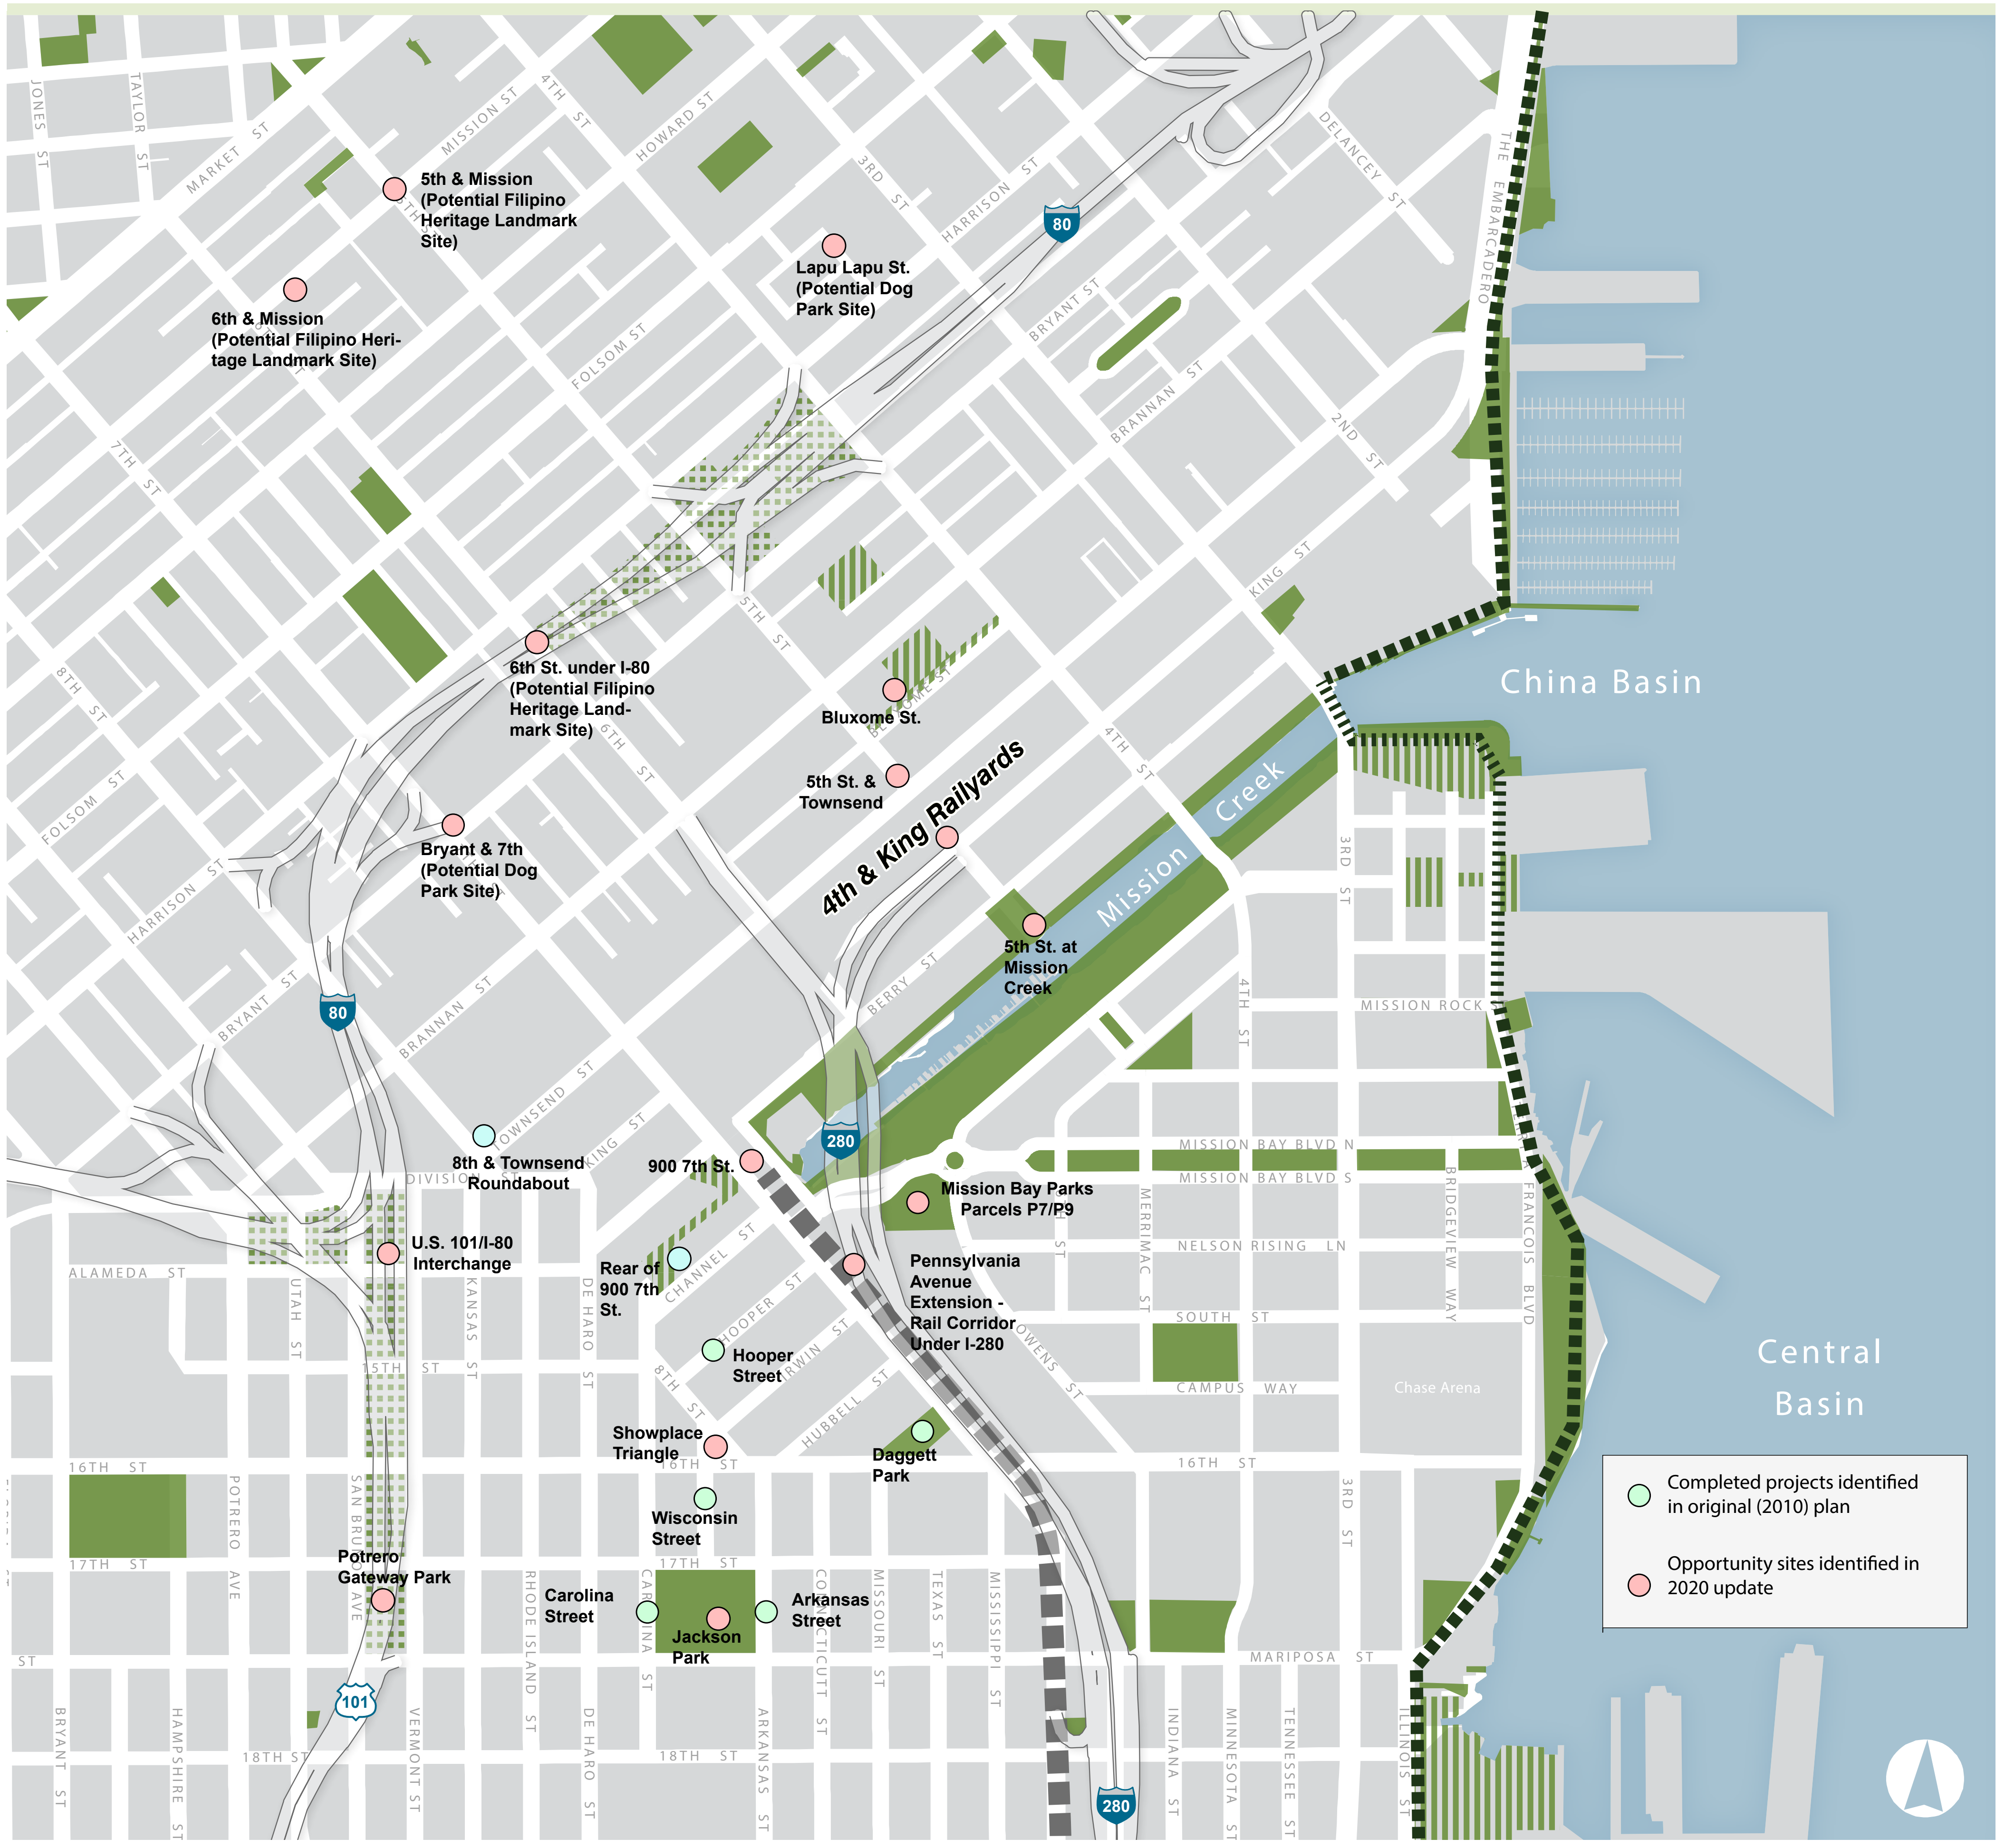 JONES ST
TAYLOR ST
MARKET ST
MISSION ST
4TH ST
HOWARD ST
3RD ST
HARRISON ST
DELANCEY ST
THE EMBARCADERO
80
5th & Mission
(Potential Filipino
Heritage Landmark
Site)
Lapu Lapu St.
(Potential Dog
Park Site)
6th & Mission
(Potential Filipino Heri-
tage Landmark Site)
FOLSOM ST
BRYANT ST
BRANNAN ST
2ND ST
7TH ST
KING ST
5TH ST
8TH ST
6th St. under I-80
(Potential Filipino
Heritage Land-
mark Site)
6TH ST
BLUXOME ST
Bluxome St.
China Basin
4TH ST
5th St. &
Townsend
4th & King Railyards
Mission Creek
FOLSOM ST
HARRISON ST
Bryant & 7th
(Potential Dog
Park Site)
3RD ST
5th St. at
Mission
Creek
BERRY ST
80
BRYANT ST
BRANNAN ST
4TH ST
MISSION ROCK
TOWNSEND ST
KING ST
280
8th & Townsend
Roundabout
DIVISION ST
900 7th St.
MISSION BAY BLVD N
MISSION BAY BLVD S
Mission Bay Parks
Parcels P7/P9
MERRIMAC ST
BRIDGEVIEW WAY
FRANCOIS BLVD
U.S. 101/I-80
Interchange
Rear of
900 7th
St.
CHANNEL ST
NELSON RISING LN
Pennsylvania
Avenue
Extension -
Rail Corridor
Under I-280
ALAMEDA ST
UTAH ST
KANSAS ST
DE HARO ST
HOOPER ST
IRWIN ST
HUBBELL ST
OWENS ST
SOUTH ST
Central
Basin
Hooper
Street
15TH ST
8TH ST
CAMPUS WAY
Chase Arena
Showplace
Triangle
Daggett
Park
16TH ST
16TH ST
16TH ST
POTRERO AVE
SAN BRUNO AVE
3RD ST
Completed projects identified
in original (2010) plan
Opportunity sites identified in
2020 update
Wisconsin
Street
17TH ST
17TH ST
Potrero
Gateway Park
RHODE ISLAND ST
Carolina
Street
CAROLINA ST
Jackson
Park
Arkansas
Street
CONNECTICUTT ST
MISSOURI ST
TEXAS ST
MISSISSIPPI ST
ST
MARIPOSA ST
101
BRYANT ST
HAMPSHIRE ST
18TH ST
VERMONT ST
DE HARO ST
18TH ST
ARKANSAS ST
280
INDIANA ST
MINNESOTA ST
TENNESSEE ST
ILLINOIS ST